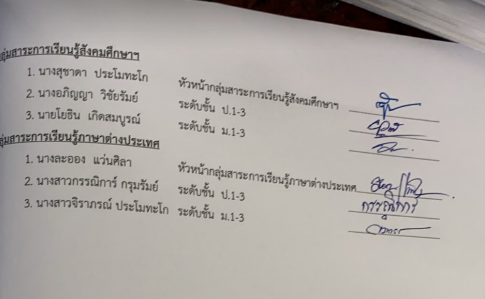 กลุ่มสาระการเรียนรู้สังคมศึกษาฯ
1. นางสุชาดา ประโมทะโก หัวหน้ากลุ่มสาระการเรียนรู้สังคมศึกษาฯ
2. นางอภิญญา วิชัยรัมย์ ระดับชั้น ป.1-3
3. นายโยธิน เกิดสมบูรณ์ ระดับชั้น ม.1-3
กลุ่มสาระการเรียนรู้ภาษาต่างประเทศ
1. นางละออง แว่นศิลา หัวหน้ากลุ่มสาระการเรียนรู้ภาษาต่างประเทศ
2. นางสาวกรรณิการ์ กรุมรัมย์ ระดับชั้น ป.1-3 กรรณิการ์
3. นางสาวจิราภรณ์ ประโมทะโก ระดับชั้น ม.1-3